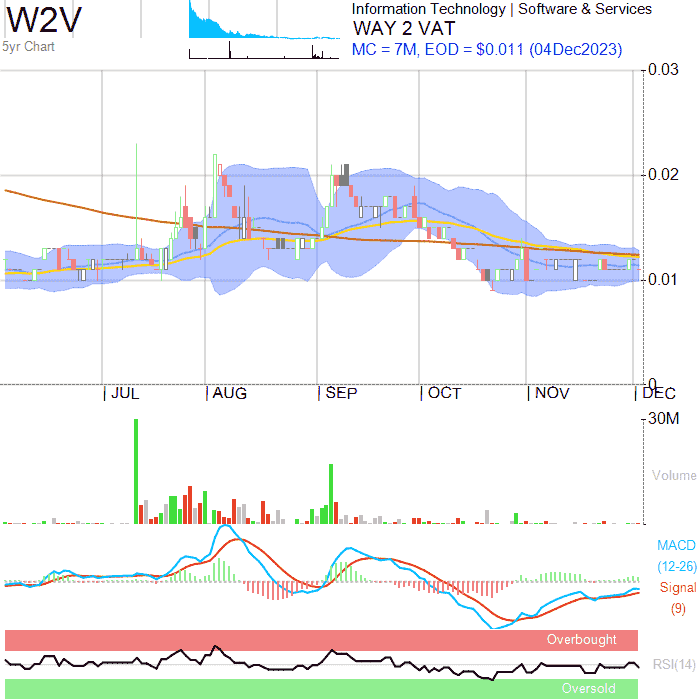 W2V
5yr Chart
Information Technology | Software & Services
WAY 2 VAT
MC = 7M, EOD = $0.011 (04Dec2023)
0.03
0.02
0.01
0
JUL AUG SEP OCT NOV DEC
30M
Volume
MACD
(12-26)
Signal
(9)
Overbought
RSI(14)
Oversold